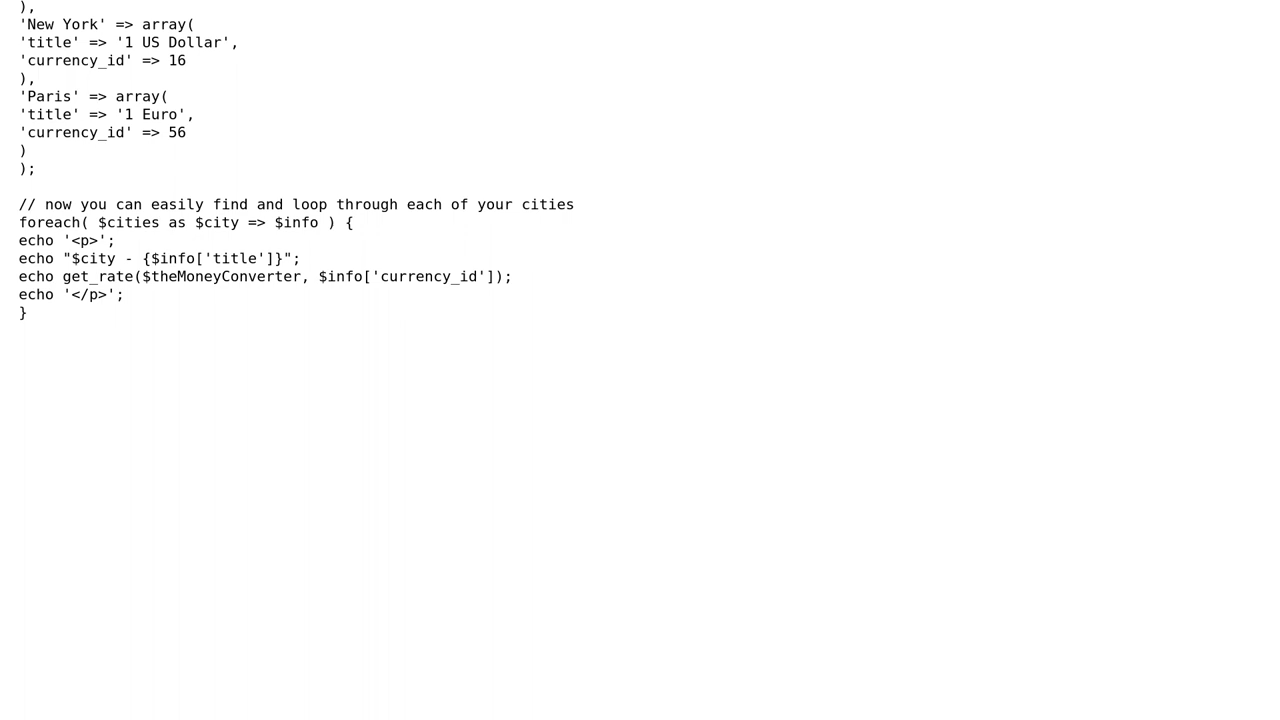 ),
'New York' => array(
'title' => '1 US Dollar',
'currency_id' => 16
),
'Paris' => array(
'title' => '1 Euro',
'currency_id' => 56
)
);

// now you can easily find and loop through each of your cities
foreach( $cities as $city => $info ) {
echo '<p>';
echo "$city - {$info['title']}";
echo get_rate($theMoneyConverter, $info['currency_id']);
echo '</p>';
}